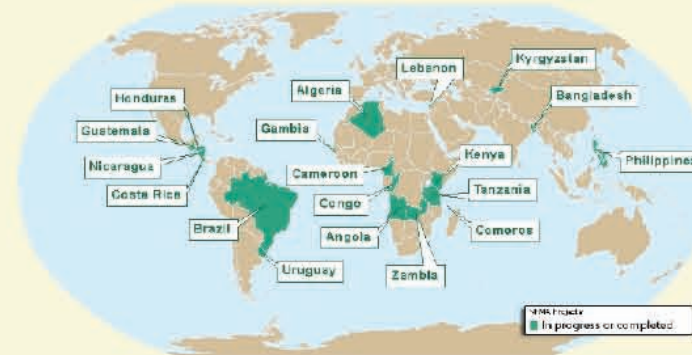 Kyrgyzstan
Lebanon
Algeria
Honduras
Bangladesh
Guatemala
Gambia
Kenya
Philippines
Nicaragua
Cameroon
Costa Rica
Congo
Tanzania
Brazil
Angola
Comoros
Uruguay
Zambia
NFMA Projects
In progress or completed